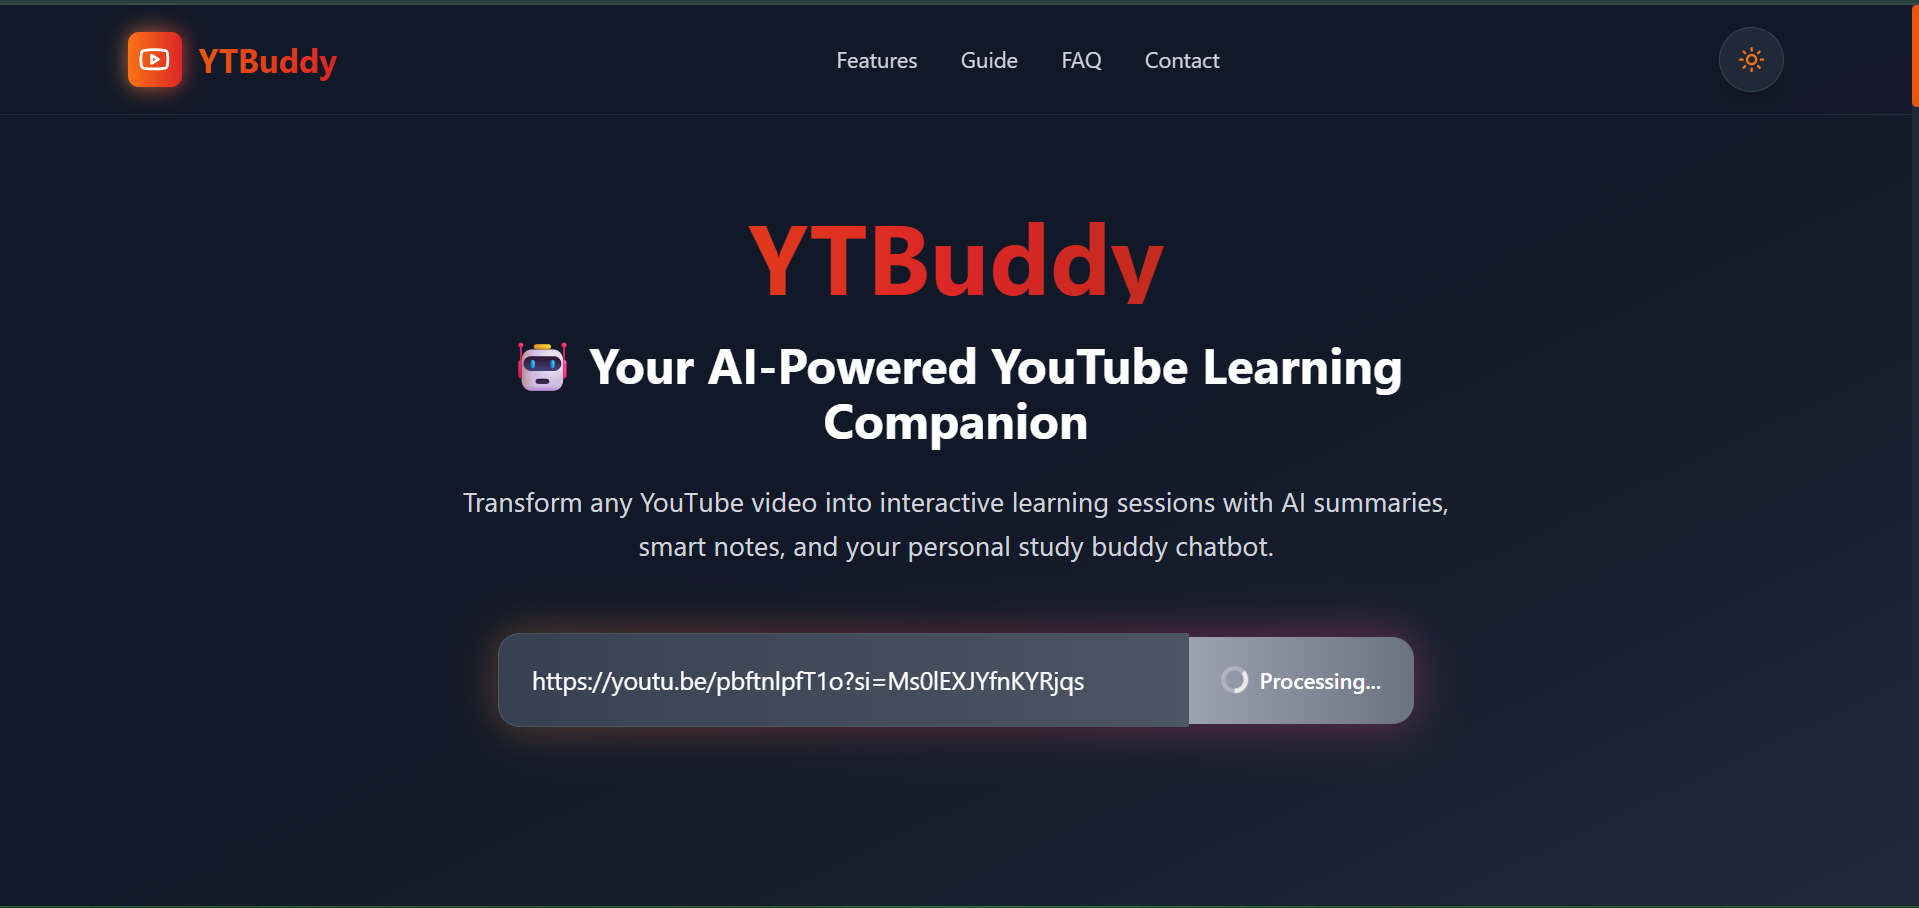 YTBuddy
Features
Guide
FAQ
Contact
YTBuddy
Your AI-Powered YouTube Learning
Companion
Transform any YouTube video into interactive learning sessions with AI summaries,
smart notes, and your personal study buddy chatbot.
https://youtu.be/pbftnlpfT1o?si=Ms0lEXJYfnKYRjqs
Processing...